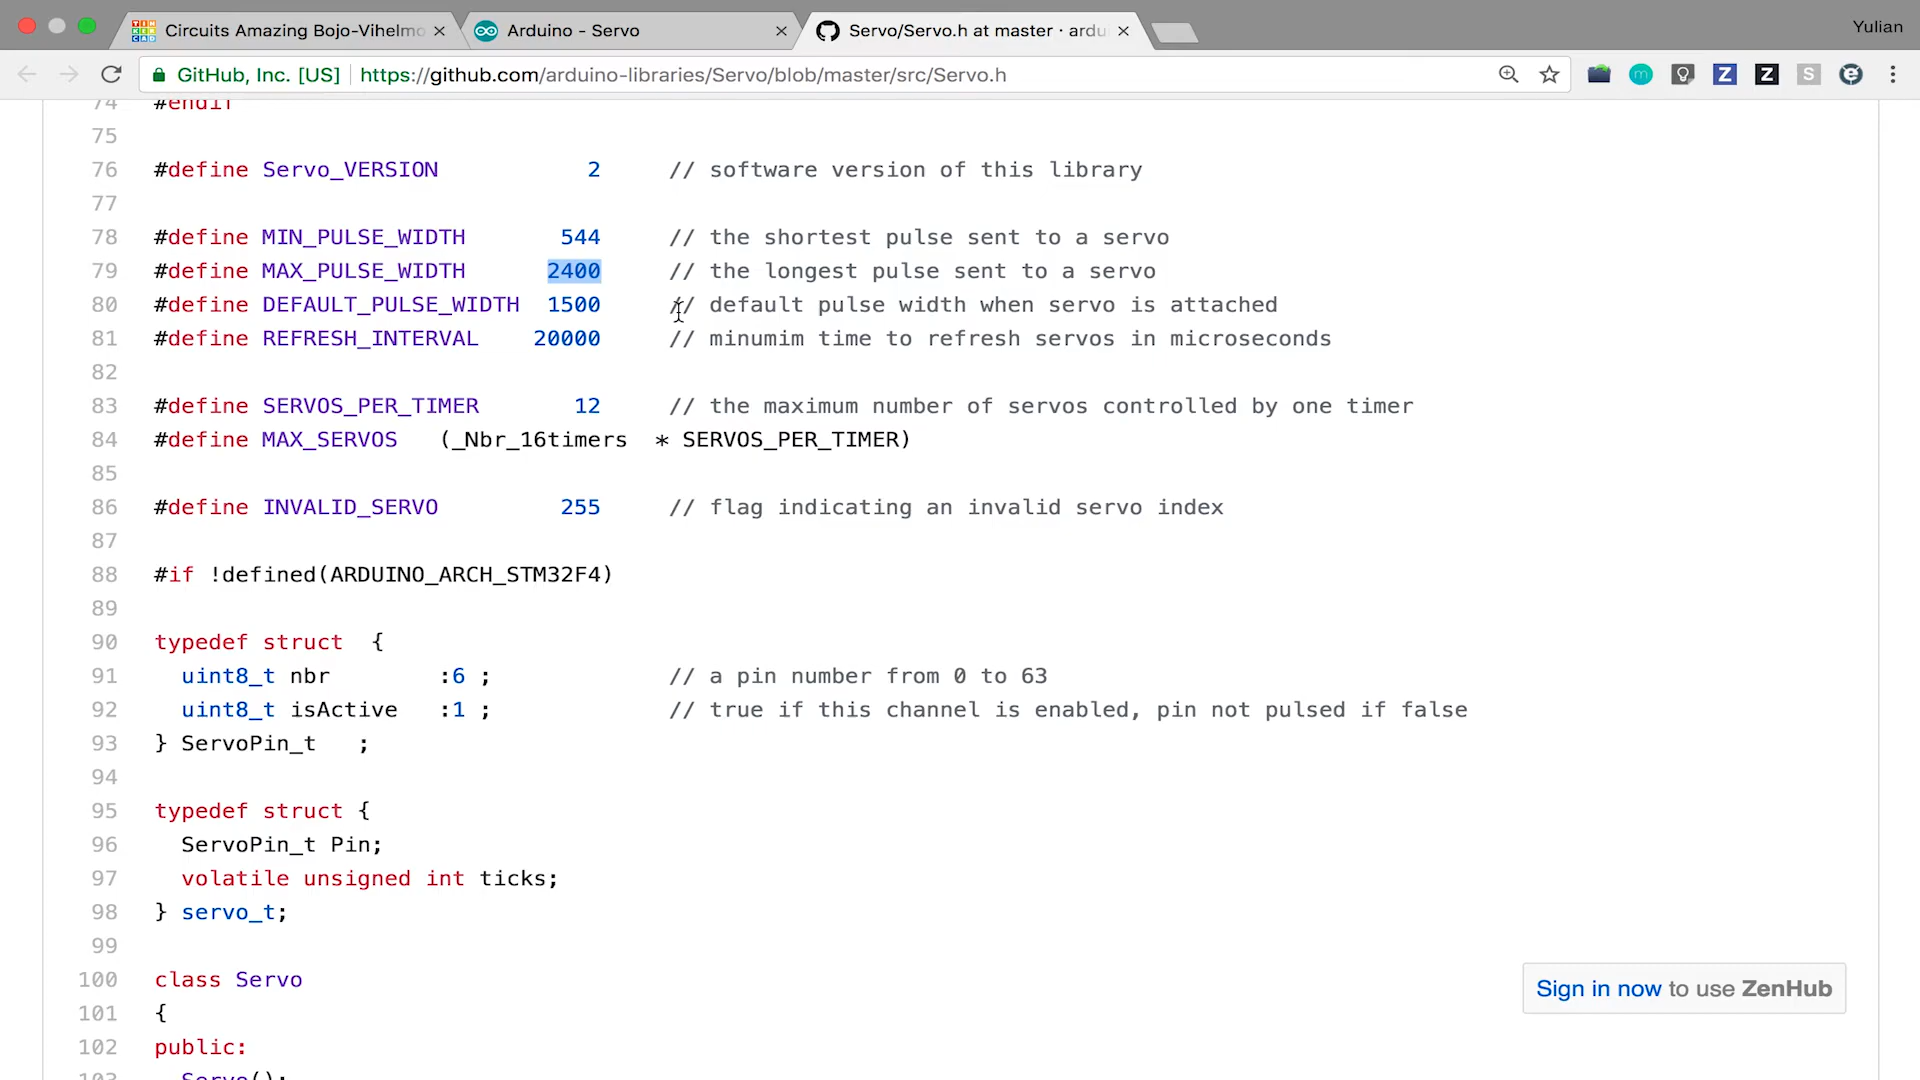 Circuits Amazing Bojo-Vihelmo
Arduino - Servo
Servo/Servo.h at master · ardu
Yulian
GitHub, Inc. [US] https://github.com/arduino-libraries/Servo/blob/master/src/Servo.h
74 #endif
75
76 #define Servo_VERSION 2 // software version of this library
77
78 #define MIN_PULSE_WIDTH 544 // the shortest pulse sent to a servo
79 #define MAX_PULSE_WIDTH 2400 // the longest pulse sent to a servo
80 #define DEFAULT_PULSE_WIDTH 1500 // default pulse width when servo is attached
81 #define REFRESH_INTERVAL 20000 // minumim time to refresh servos in microseconds
82
83 #define SERVOS_PER_TIMER 12 // the maximum number of servos controlled by one timer
84 #define MAX_SERVOS (_Nbr_16timers * SERVOS_PER_TIMER)
85
86 #define INVALID_SERVO 255 // flag indicating an invalid servo index
87
88 #if !defined(ARDUINO_ARCH_STM32F4)
89
90 typedef struct {
91 uint8_t nbr :6 ; // a pin number from 0 to 63
92 uint8_t isActive :1 ; // true if this channel is enabled, pin not pulsed if false
93 } ServoPin_t ;
94
95 typedef struct {
96 ServoPin_t Pin;
97 volatile unsigned int ticks;
98 } servo_t;
99
100 class Servo
101 {
102 public:
103 Servo();
Sign in now to use ZenHub